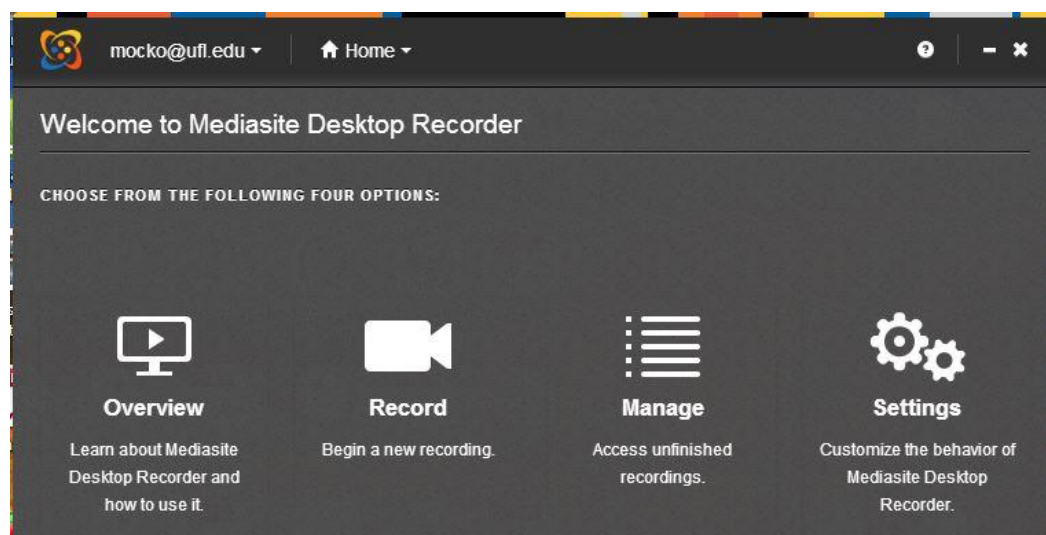 mocko@ufl.edu Home ?
Welcome to Mediasite Desktop Recorder
CHOOSE FROM THE FOLLOWING FOUR OPTIONS:
Overview
Learn about Mediasite
Desktop Recorder and
how to use it.
Record
Begin a new recording.
Manage
Access unfinished
recordings.
Settings
Customize the behavior of
Mediasite Desktop
Recorder.